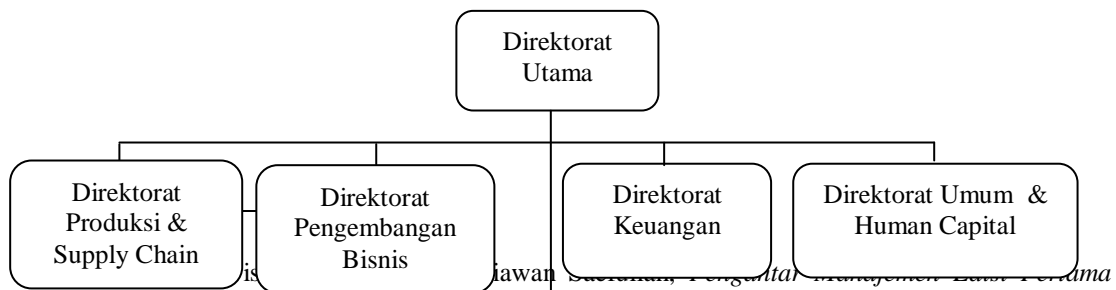 Direktorat
Utama
Direktorat
Produksi &
Supply Chain
Direktorat
Pengembangan
Bisnis
Direktorat
Keuangan
Direktorat Umum &
Human Capital